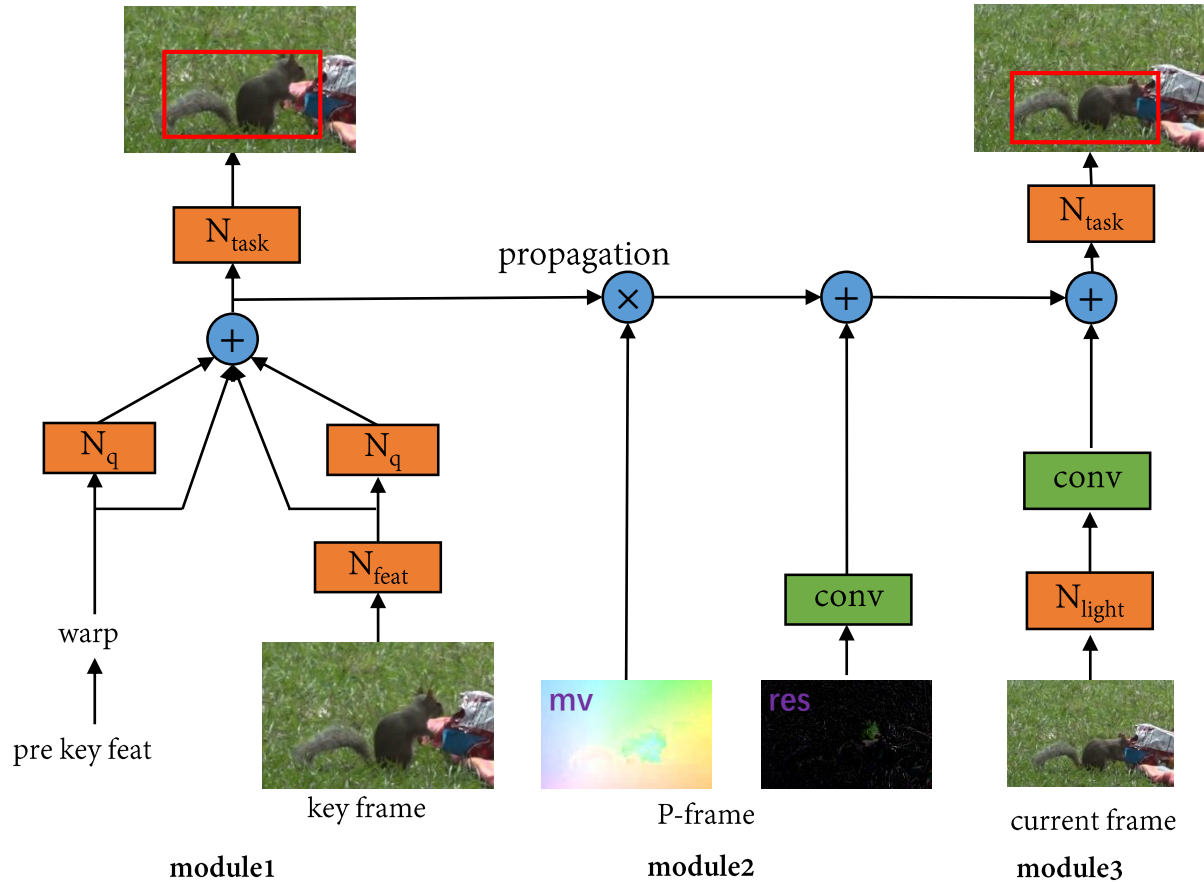 N_task
N_task
propagation
×
+
+
+
N_q
N_q
conv
N_feat
conv
N_light
warp
mv
res
pre key feat
key frame
P-frame
current frame
module1
module2
module3